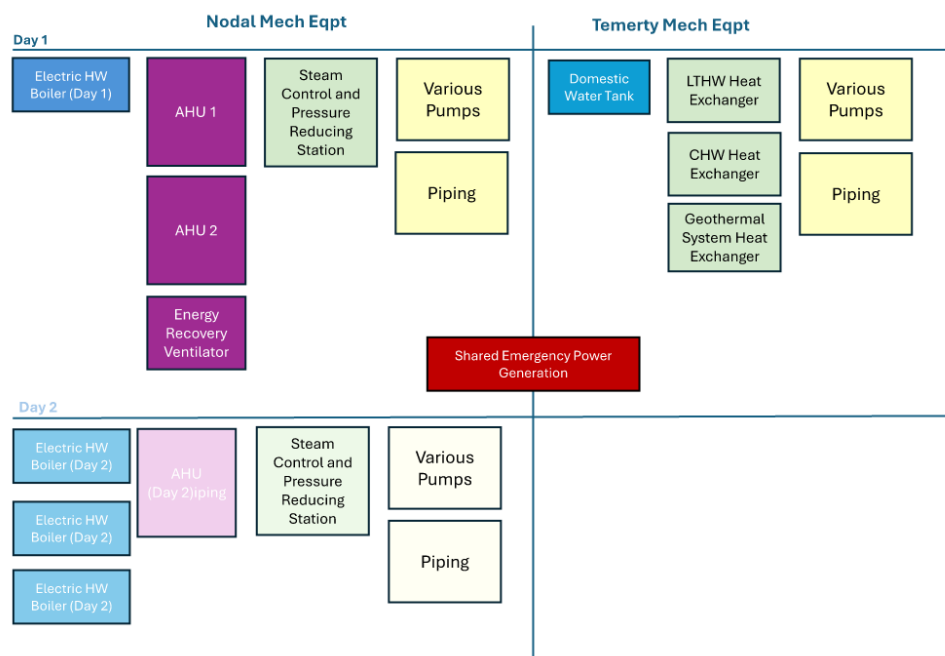 Nodal Mech Eqpt
Temerty Mech Eqpt
Day 1
Electric HW
Boiler (Day 1)
AHU 1
Steam
Control and
Pressure
Reducing
Station
Various
Pumps
Domestic
Water Tank
LTHW Heat
Exchanger
Various
Pumps
AHU 2
Piping
CHW Heat
Exchanger
Piping
Geothermal
System Heat
Exchanger
Energy
Recovery
Ventilator
Shared Emergency Power
Generation
Day 2
Electric HW
Boiler (Day 2)
AHU
(Day 2)iping
Steam
Control and
Pressure
Reducing
Station
Various
Pumps
Electric HW
Boiler (Day 2)
Piping
Electric HW
Boiler (Day 2)